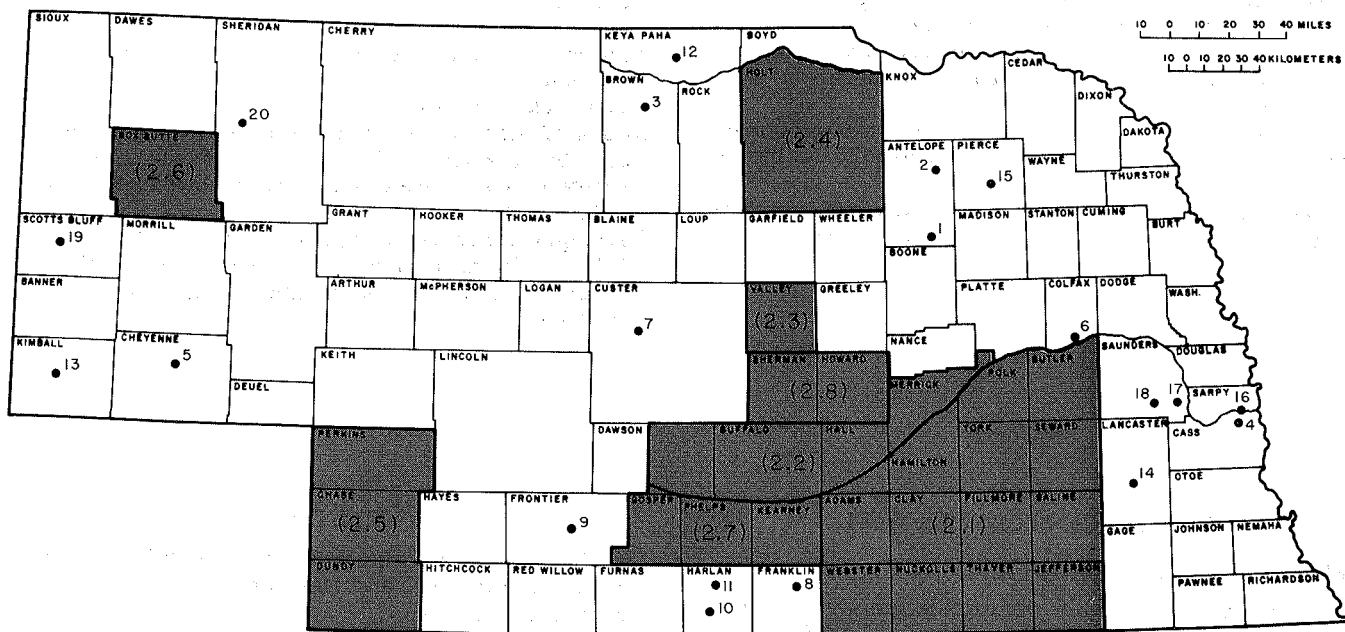 SIOUX
DAWES
SHERIDAN
CHERRY
KEYA PAHA
BOYD
10 0 10 20 30 40 MILES
10 0 10 20 30 40 KILOMETERS
12
BROWN
ROCK
HOLT
KNOX
CEDAR
DIXON
DAKOTA
3
20
BOX BUTTE
(2.6)
(2.4)
ANTELOPE
PIERCE
WAYNE
THURSTON
2
15
SCOTTS BLUFF
MORRILL
GARDEN
GRANT
HOOKER
THOMAS
BLAINE
LOUP
GARFIELD
WHEELER
MADISON
STANTON
CUMING
BURT
19
1
BOONE
BANNER
ARTHUR
McPHERSON
LOGAN
CUSTER
VALLEY
GREELEY
PLATTE
COLFAX
DODGE
WASH.
(2.3)
7
6
KIMBALL
CHEYENNE
KEITH
LINCOLN
SHERMAN
HOWARD
NANCE
MERRICK
POLK
BUTLER
SAUNDERS
DOUGLAS
13
5
DEUEL
(2.8)
SARPY
18
17
16
4
PERKINS
DAWSON
BUFFALO
HALL
HAMILTON
YORK
SEWARD
LANCASTER
CASS
(2.2)
OTOE
14
CHASE
HAYES
FRONTIER
GOSPER
PHELPS
KEARNEY
ADAMS
CLAY
FILLMORE
SALINE
(2.5)
9
(2.7)
(2.1)
GAGE
JOHNSON
NEMAHA
DUNDY
HITCHCOCK
RED WILLOW
FURNAS
HARLAN
FRANKLIN
WEBSTER
NUCKOLLS
THAYER
JEFFERSON
PAWNEE
RICHARDSON
11
8
10